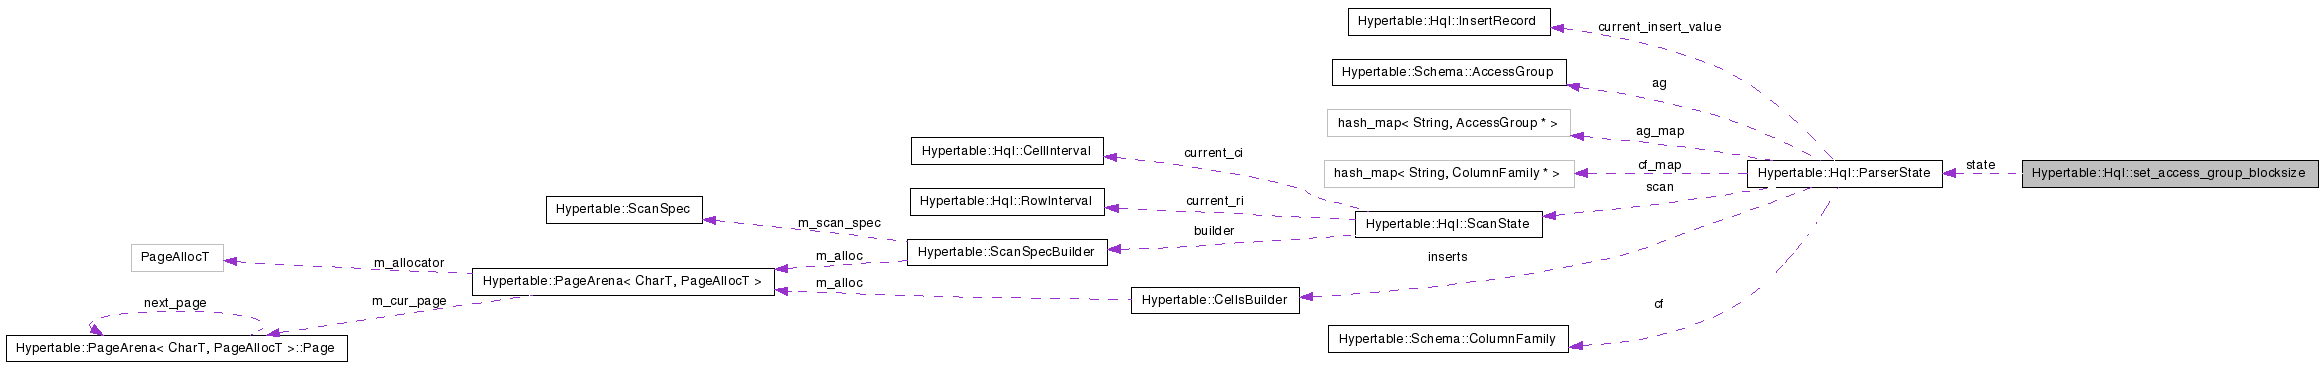 Hypertable::Hql::InsertRecord
current_insert_value
Hypertable::Schema::AccessGroup
ag
hash_map< String, AccessGroup * >
ag_map
Hypertable::Hql::CellInterval
current_ci
hash_map< String, ColumnFamily * >
cf_map
Hypertable::Hql::ParserState
state
Hypertable::Hql::set_access_group_blocksize
scan
Hypertable::ScanSpec
Hypertable::Hql::RowInterval
current_ri
m_scan_spec
Hypertable::Hql::ScanState
builder
PageAllocT
m_allocator
Hypertable::ScanSpecBuilder
m_alloc
inserts
Hypertable::PageArena< CharT, PageAllocT >
m_alloc
next_page
m_cur_page
Hypertable::CellsBuilder
cf
Hypertable::PageArena< CharT, PageAllocT >::Page
Hypertable::Schema::ColumnFamily